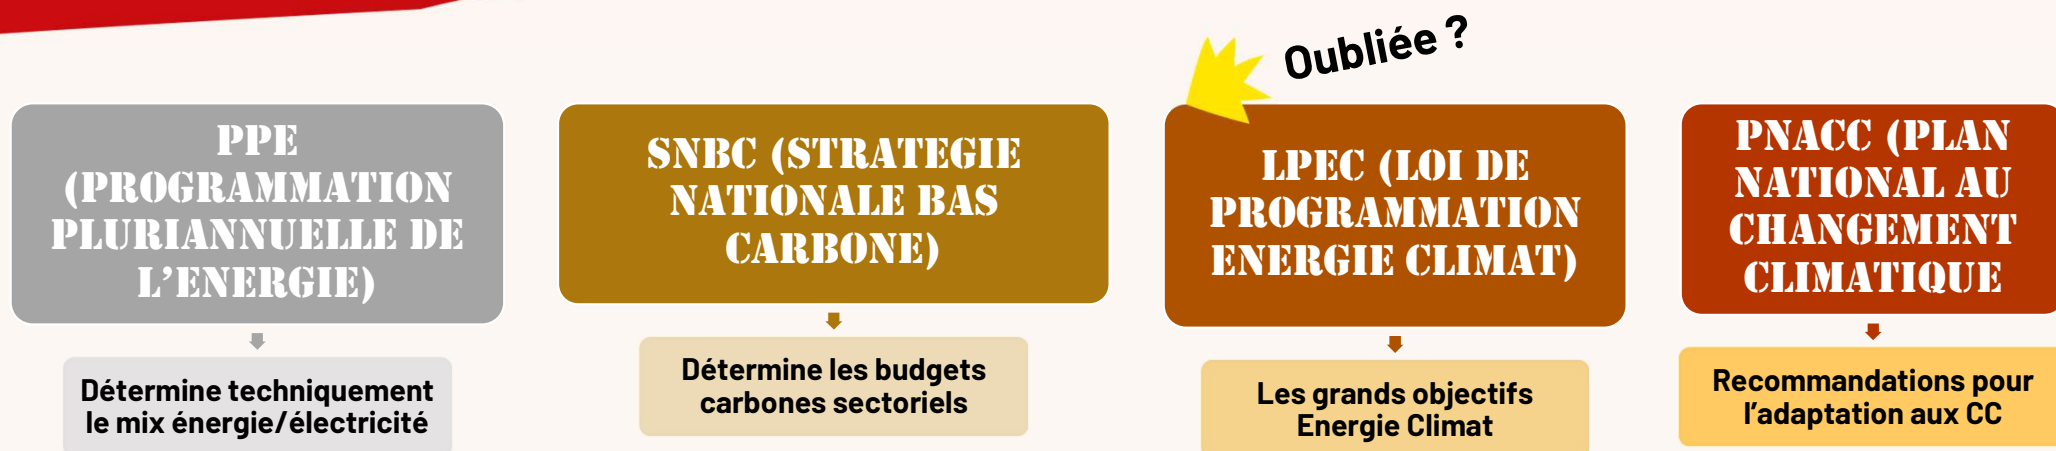 Oubliée ?
PPE
(PROGRAMMATION
PLURIANNUELLE DE
L’ENERGIE)
Détermine techniquement
le mix énergie/électricité
SNBC (STRATEGIE
NATIONALE BAS
CARBONE)
Détermine les budgets
carbones sectoriels
LPEC (LOI DE
PROGRAMMATION
ENERGIE CLIMAT)
Les grands objectifs
Energie Climat
PNACC (PLAN
NATIONAL AU
CHANGEMENT
CLIMATIQUE
Recommandations pour
l’adaptation aux CC